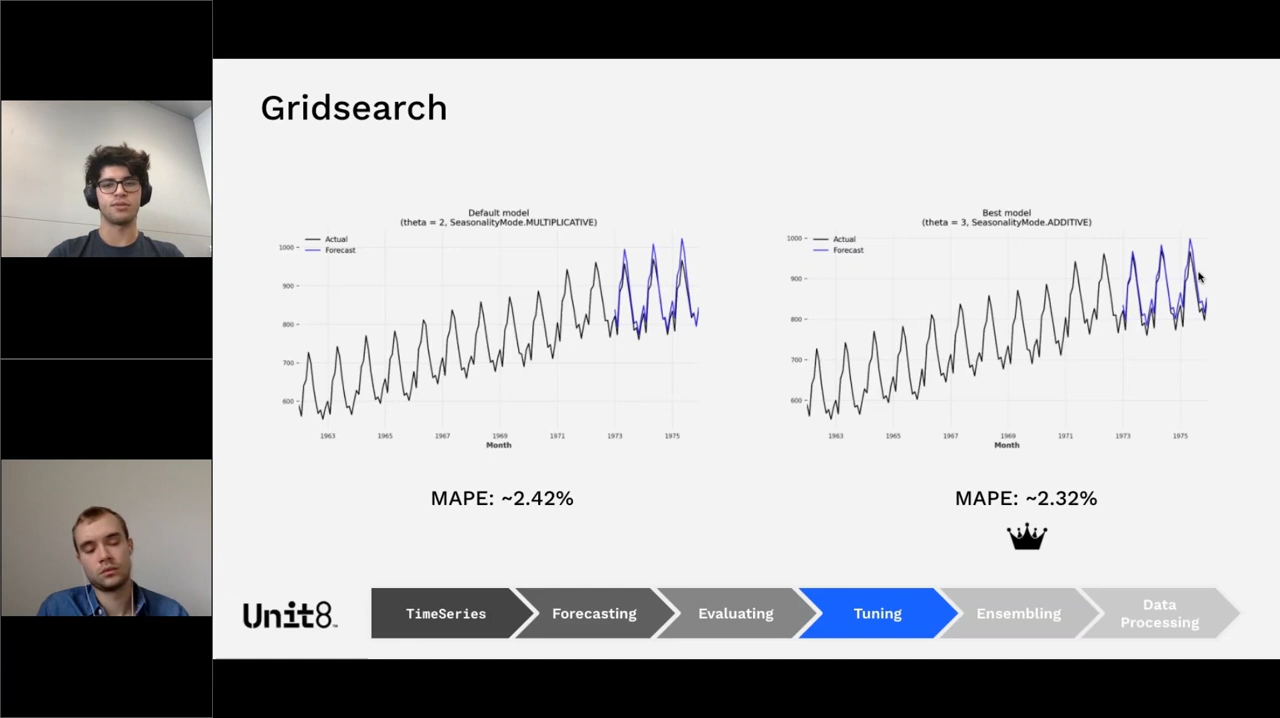 Gridsearch
Default model
(theta = 2, SeasonalityMode.MULTIPLICATIVE)
Actual
Forecast
1000
900
800
700
600
1963
1965
1967
1969
1971
1973
1975
Month
MAPE: ~2.42%
Best model
(theta = 3, SeasonalityMode.ADDITIVE)
Actual
Forecast
1000
900
800
700
600
1963
1965
1967
1969
1971
1973
1975
Month
MAPE: ~2.32%
Unit8
TimeSeries
Forecasting
Evaluating
Tuning
Ensembling
Data
Processing